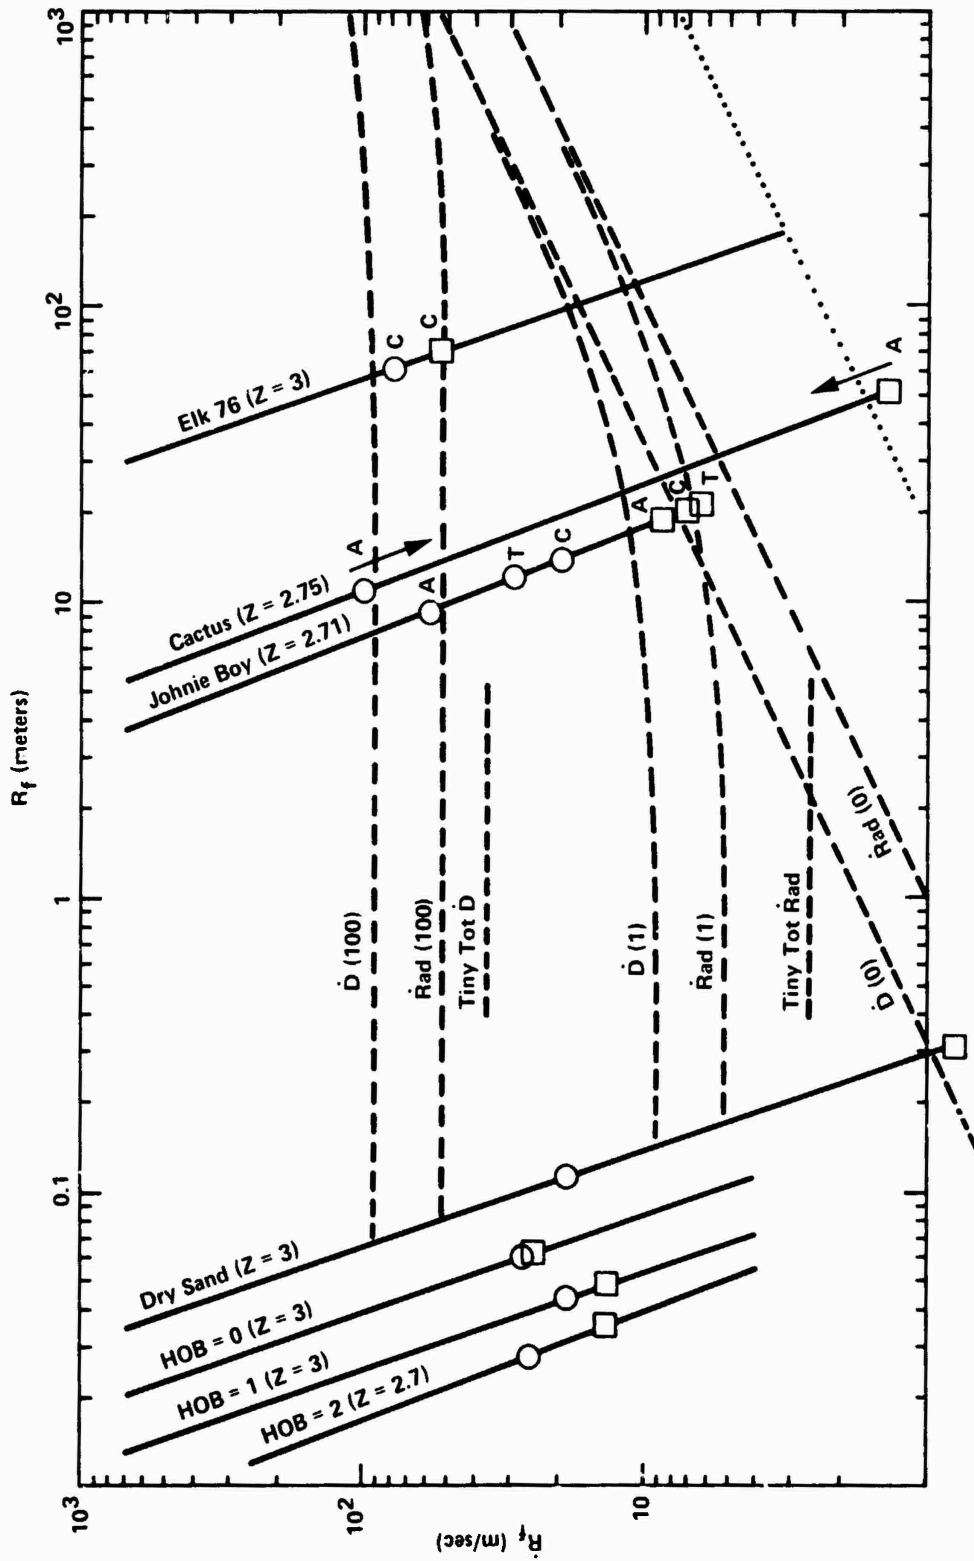 R_f (meters)
0.1
1
10
10²
10³
10³
10²
10
Ṙ_f (m/sec)
Elk 76 (Z = 3)
C
C
Cactus (Z = 2.75)
A
A
Johnie Boy (Z = 2.71)
A
T
C
A
C
T
Ḋ (100)
Ṙad (100)
Tiny Tot Ḋ
Ḋ (1)
Ṙad (1)
Tiny Tot Ṙad
Ḋ (0)
Ṙad (0)
Dry Sand (Z = 3)
HOB = 0 (Z = 3)
HOB = 1 (Z = 3)
HOB = 2 (Z = 2.7)